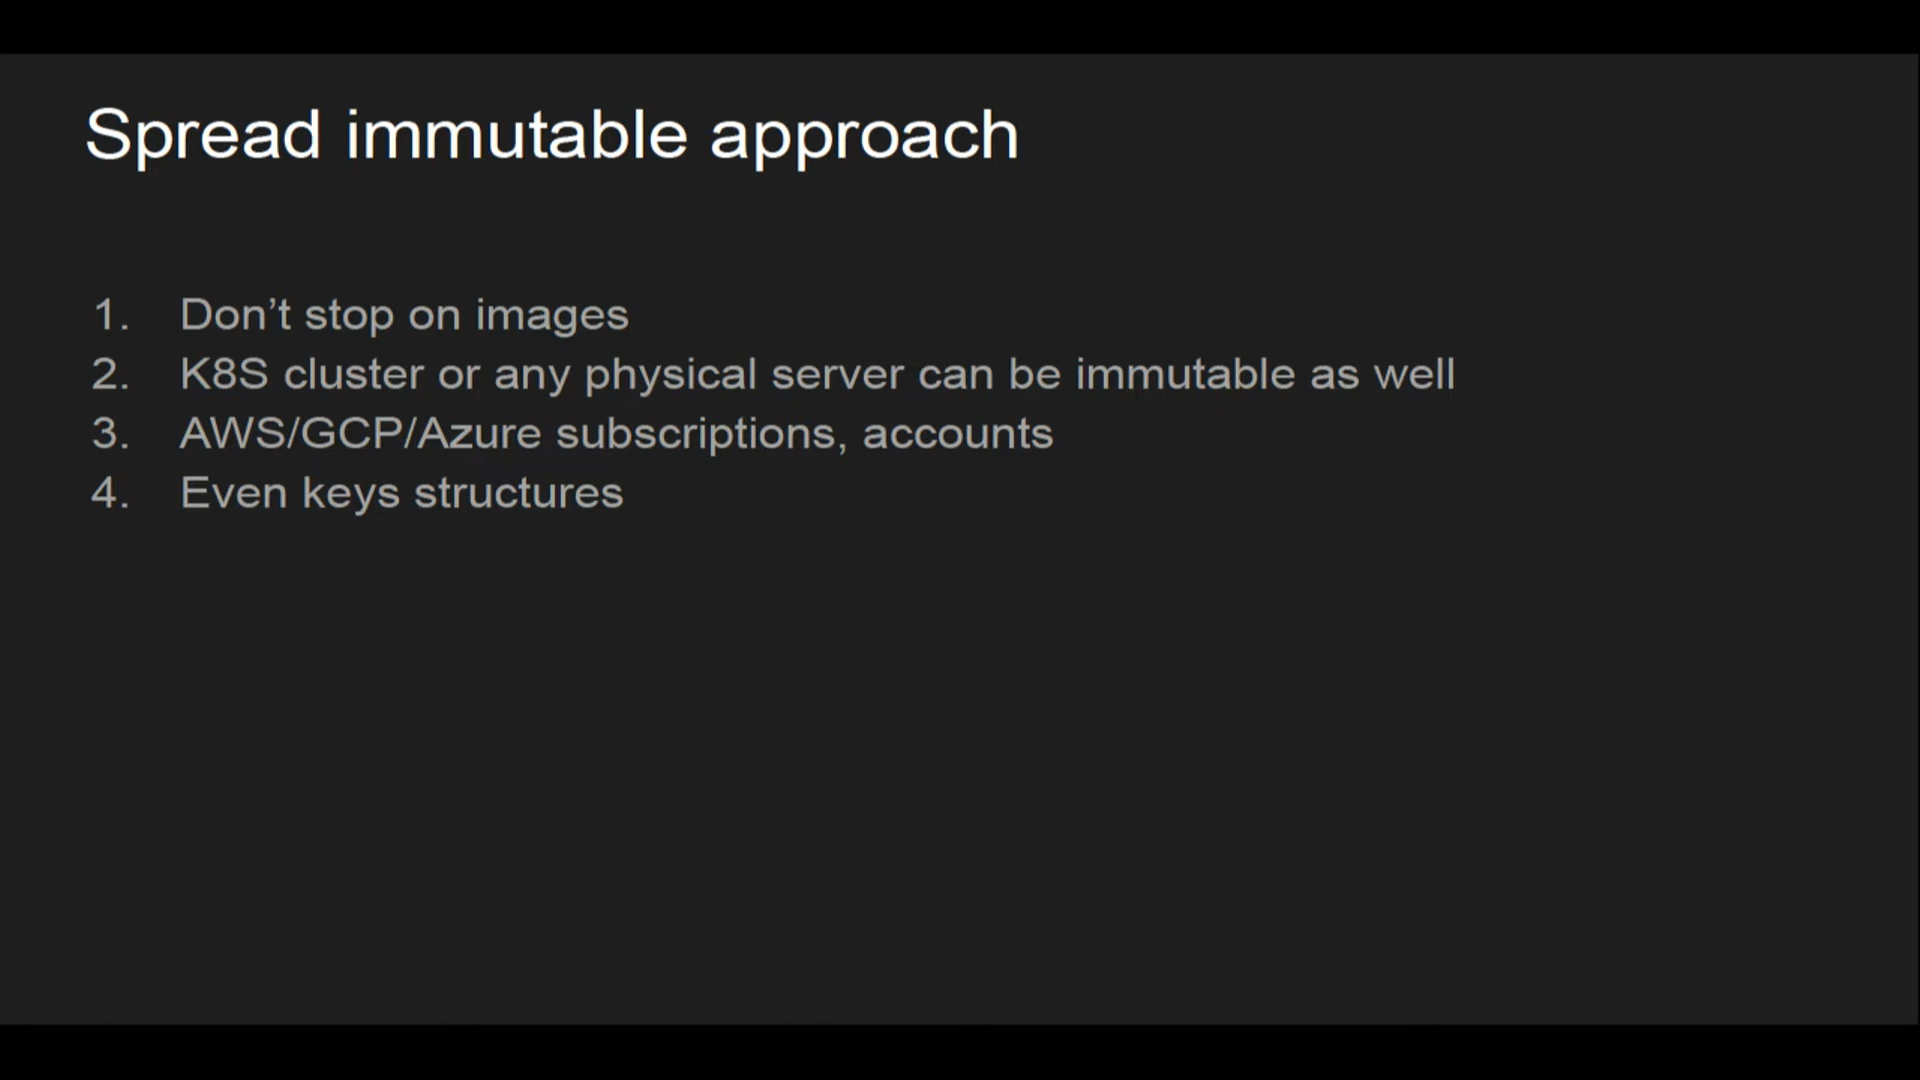 Spread immutable approach
1. Don’t stop on images
2. K8S cluster or any physical server can be immutable as well
3. AWS/GCP/Azure subscriptions, accounts
4. Even keys structures